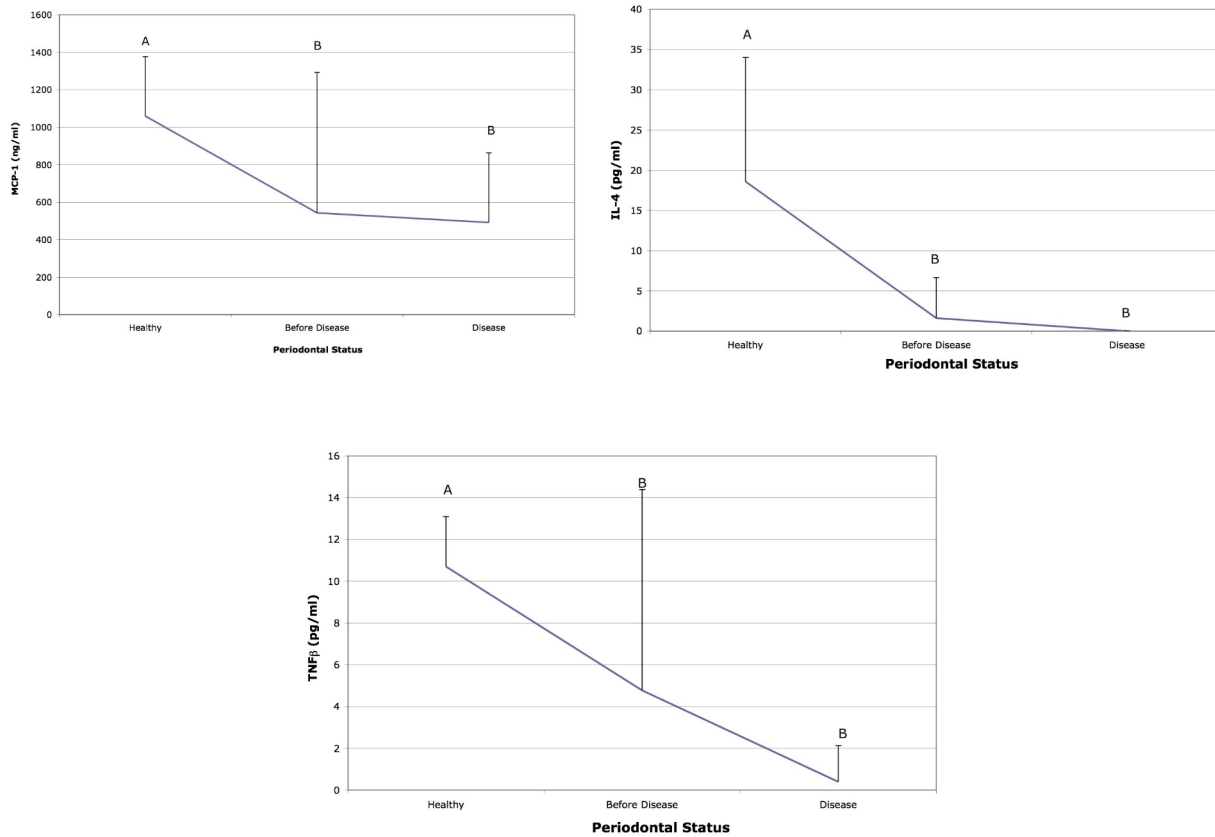 1600
1400
1200
1000
800
600
400
200
0
MCP-1 (ng/ml)
A
B
B
Healthy Before Disease Disease
Periodontal Status
40
35
30
25
20
15
10
5
0
IL-4 (pg/ml)
A
B
B
Healthy Before Disease Disease
Periodontal Status
16
14
12
10
8
6
4
2
0
TNFβ (pg/ml)
A
B
B
Healthy Before Disease Disease
Periodontal Status